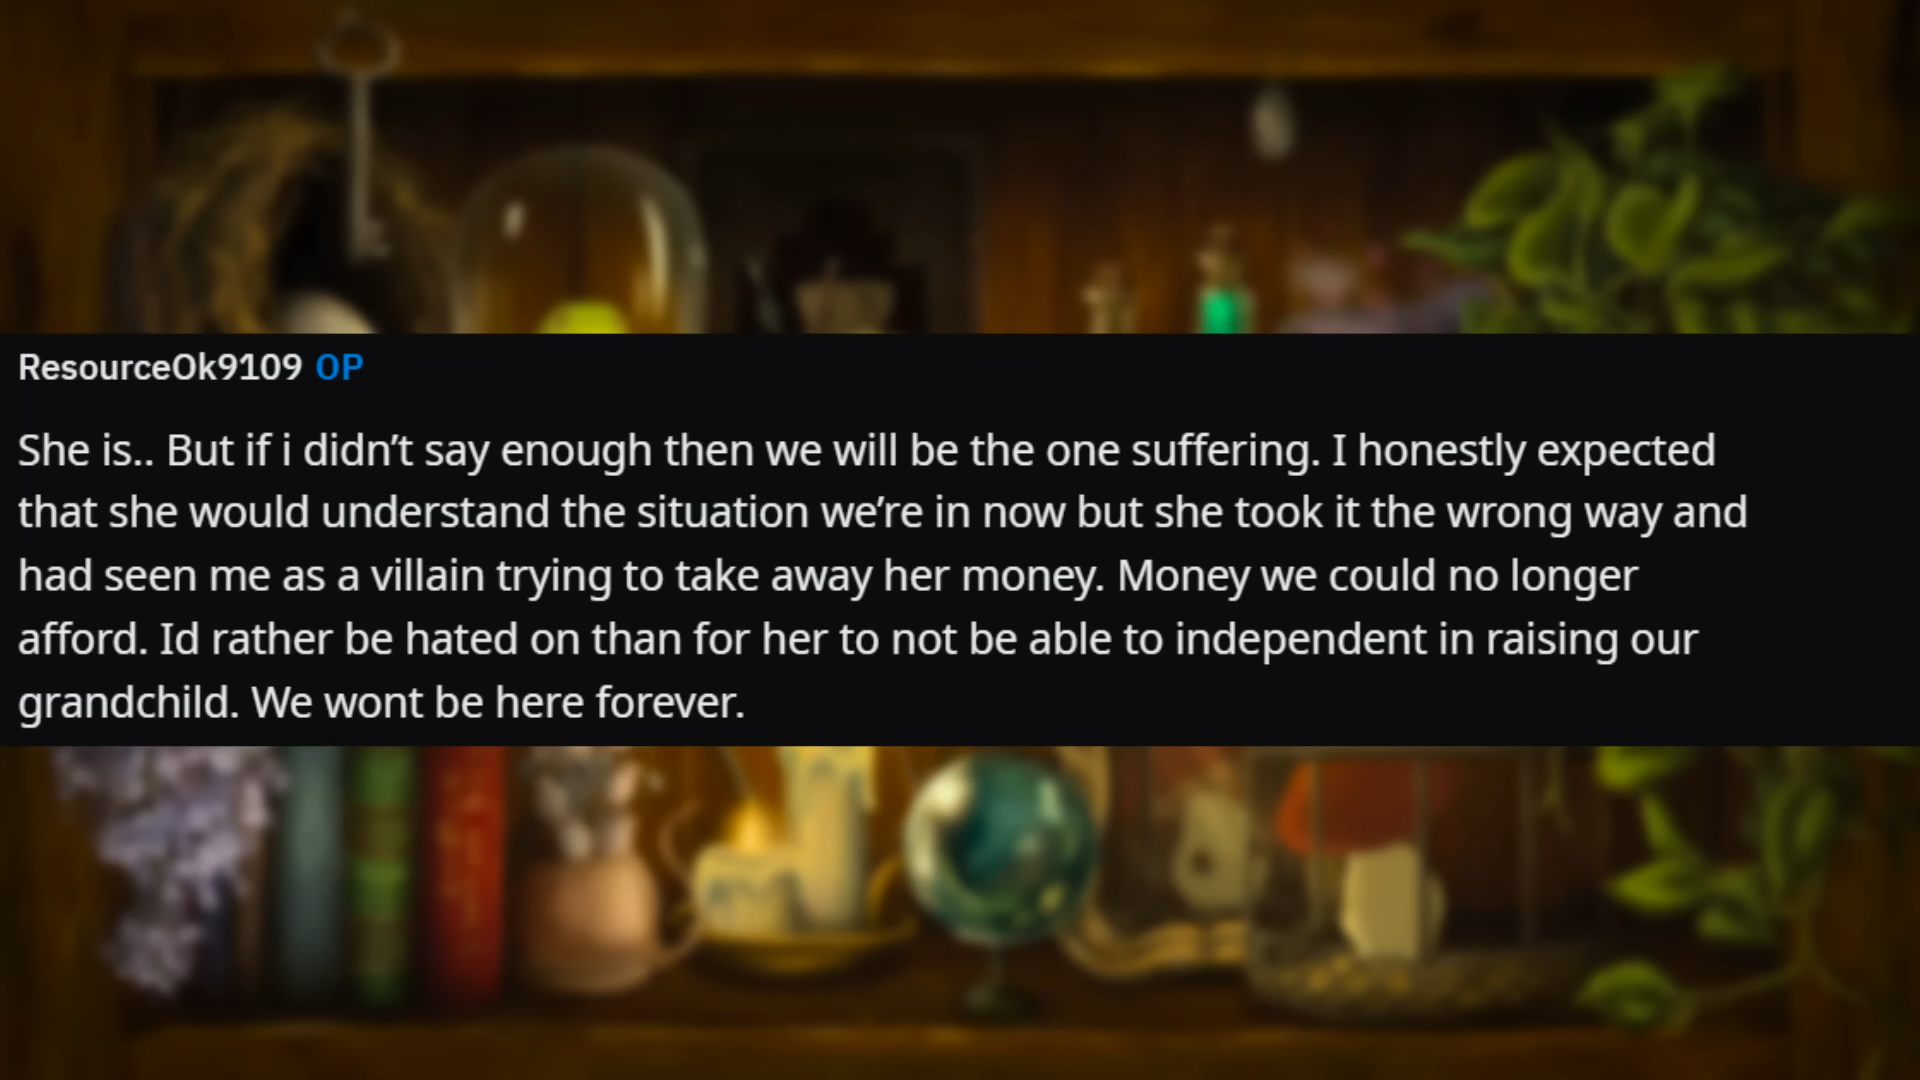 ResourceOk9109 OP
She is.. But if i didn’t say enough then we will be the one suffering. I honestly expected
that she would understand the situation we’re in now but she took it the wrong way and
had seen me as a villain trying to take away her money. Money we could no longer
afford. Id rather be hated on than for her to not be able to independent in raising our
grandchild. We wont be here forever.